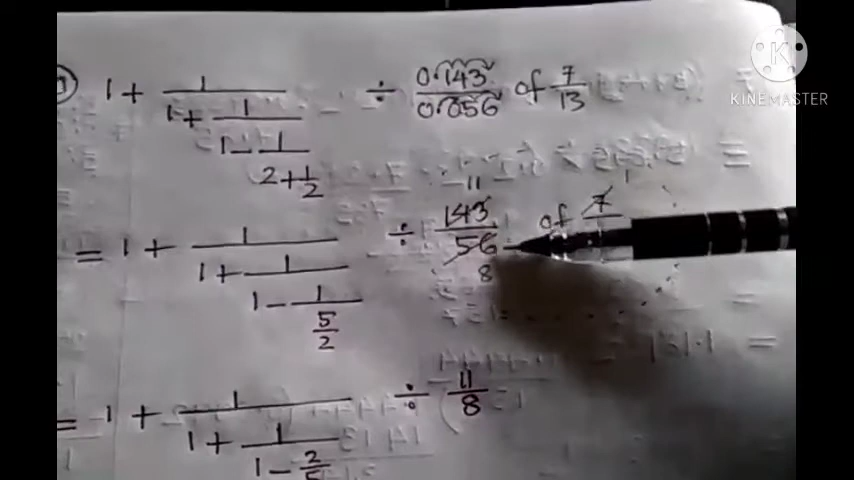 1 + 1/(1 + 1/(1 - 1/(2 + 1/2))) ÷ 0.143/0.056 of 7/13
= 1 + 1/(1 + 1/(1 - 1/(5/2))) ÷ 143/56 of 7/
11
8
1
= 1 + 1/(1 + 1/(1 - 2/5)) ÷ 11/8
KINEMASTER